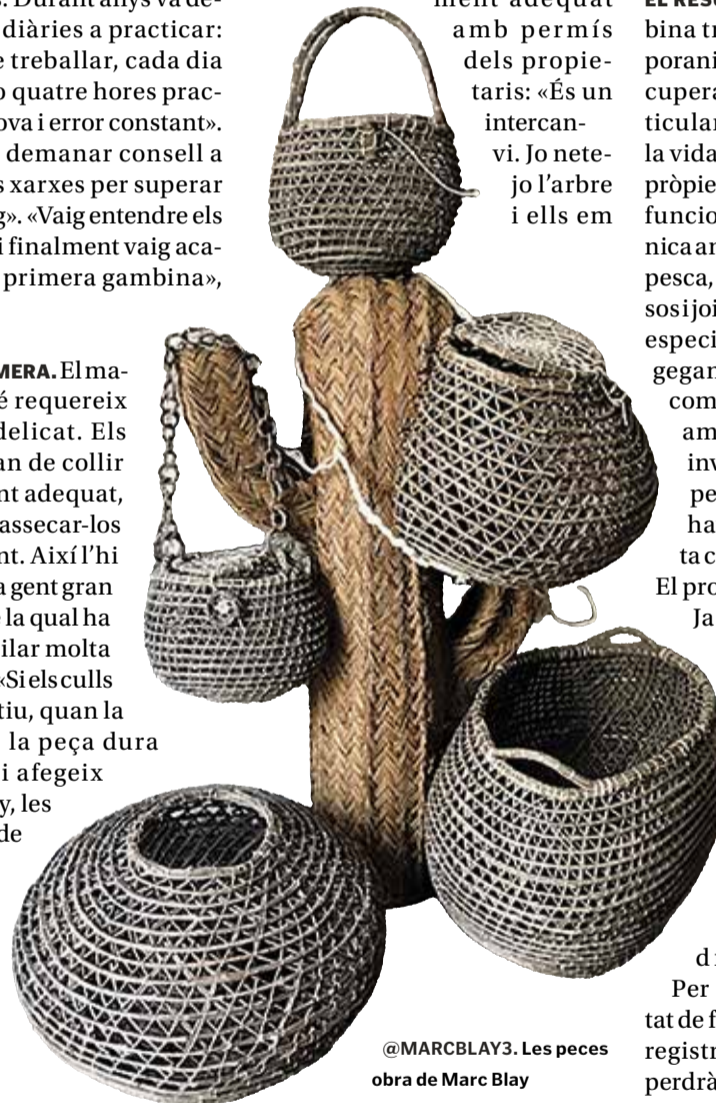 diàries a practicar:
treballar, cada dia
quatre hores prac-
ova i error constant».
demanar consell a
xarxes per superar
«Vaig entendre els
i finalment vaig aca-
primera gambina»,
MERA. El ma-
é requereix
delicat. Els
an de collir
nt adequat,
assecar-los
nt. Així l’hi
a gent gran
la qual ha
ilar molta
«Si els culls
tiu, quan la
la peça dura
i afegeix
y, les
de
ment adequat
amb permís
dels propie-
taris: «És un
intercan-
vi. Jo nete-
jo l’arbre
i ells em
bina tr
porani
cupera
ticular
la vida
pròpie
funcio
nica ar
pesca,
sos i joi
especi
gegan
com
am
inv
pe
ha
ta c
El pro
Ja
d
Per
tat de f
registr
perdrà
@MARCBLAY3. Les peces
obra de Marc Blay